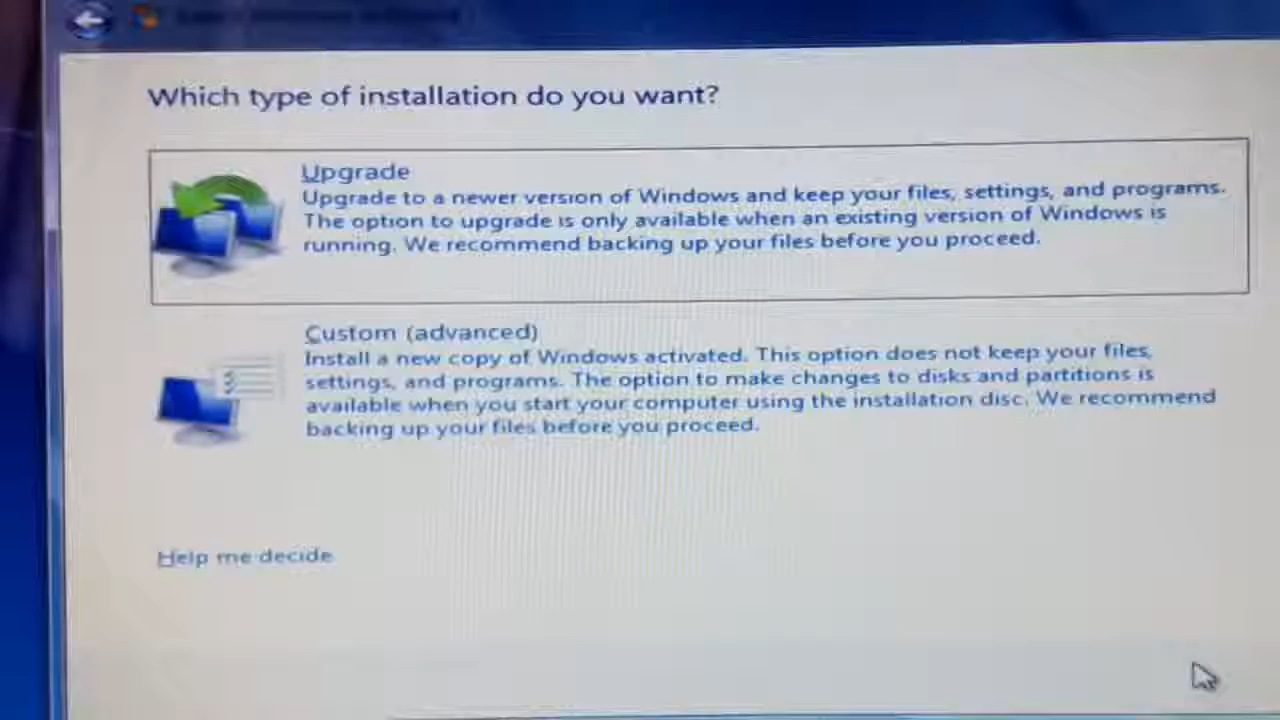 Which type of installation do you want?
Upgrade
Upgrade to a newer version of Windows and keep your files, settings, and programs.
The option to upgrade is only available when an existing version of Windows is
running. We recommend backing up your files before you proceed.
Custom (advanced)
Install a new copy of Windows activated. This option does not keep your files,
settings, and programs. The option to make changes to disks and partitions is
available when you start your computer using the installation disc. We recommend
backing up your files before you proceed.
Help me decide